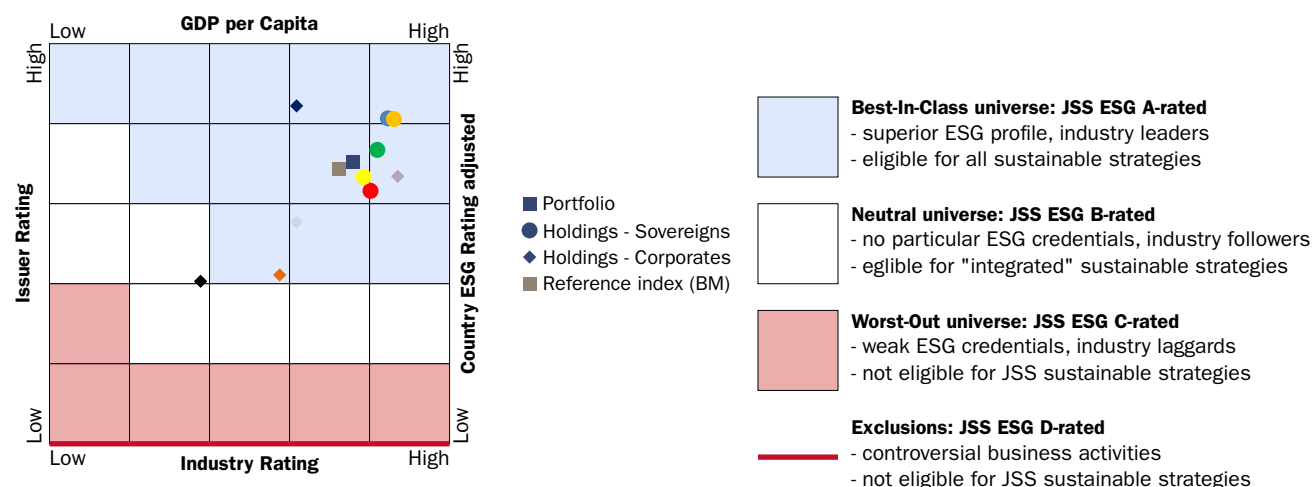 GDP per Capita
Low
High
High
High
Issuer Rating
Country ESG Rating adjusted
Low
Low
Low
High
Industry Rating
Portfolio
Holdings - Sovereigns
Holdings - Corporates
Reference index (BM)
Best-In-Class universe: JSS ESG A-rated
- superior ESG profile, industry leaders
- eligible for all sustainable strategies
Neutral universe: JSS ESG B-rated
- no particular ESG credentials, industry followers
- eglible for "integrated" sustainable strategies
Worst-Out universe: JSS ESG C-rated
- weak ESG credentials, industry laggards
- not eligible for JSS sustainable strategies
Exclusions: JSS ESG D-rated
- controversial business activities
- not eligible for JSS sustainable strategies